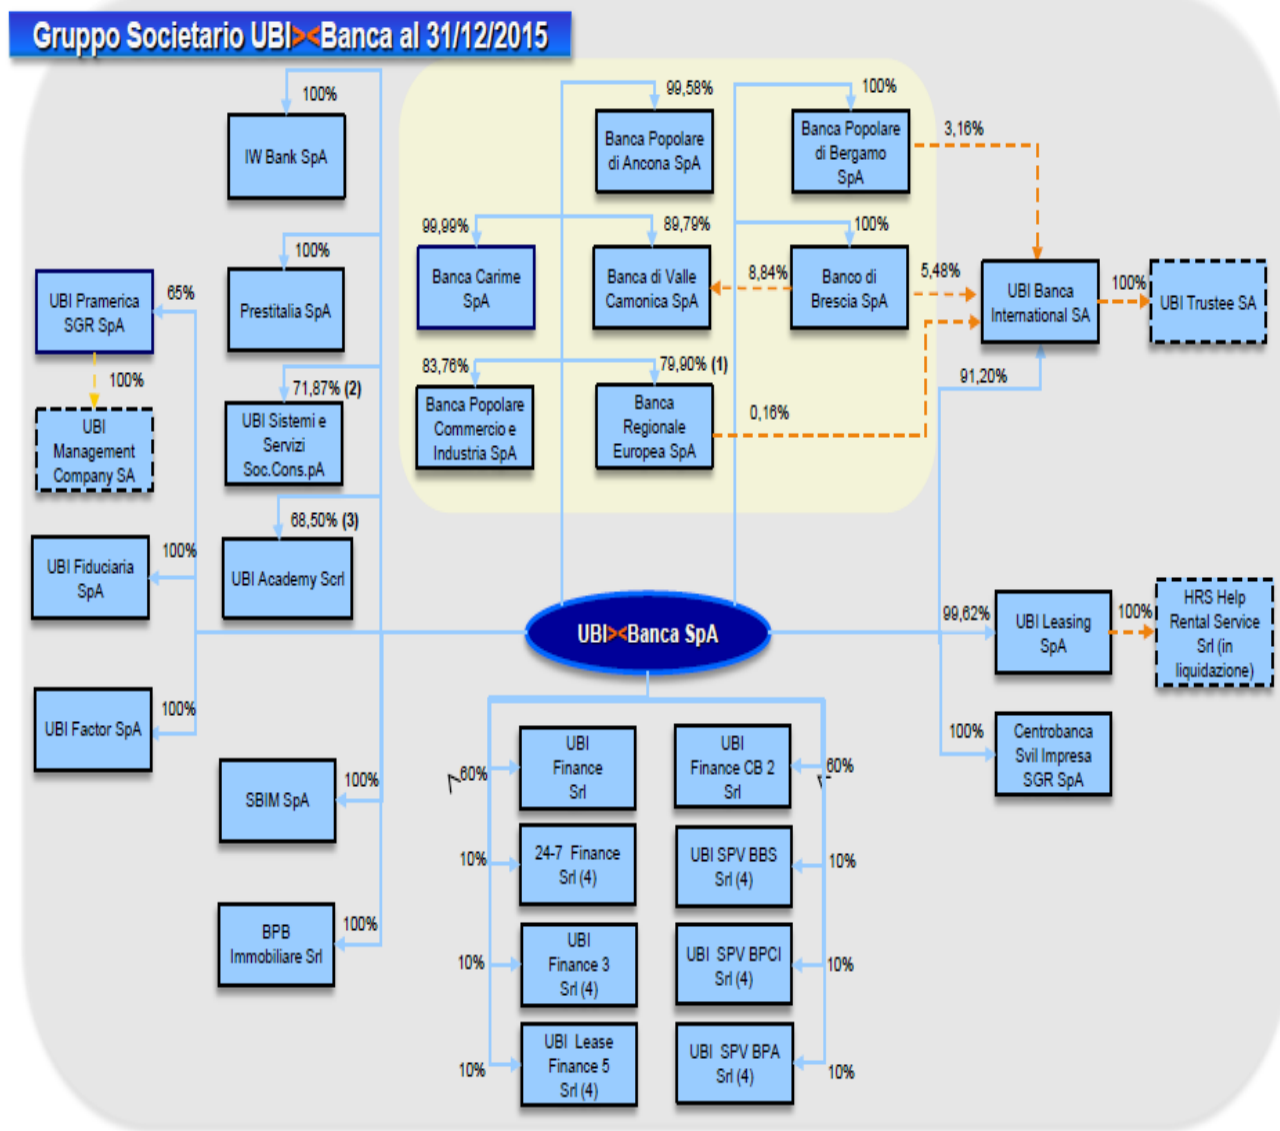 Gruppo Societario UBI><Banca al 31/12/2015
100%
IW Bank SpA
99,58%
Banca Popolare
di Ancona SpA
100%
Banca Popolare
di Bergamo
SpA
3,16%
100%
Prestitalia SpA
99,99%
Banca Carime
SpA
89,79%
Banca di Valle
Camonica SpA
8,84%
100%
Banco di
Brescia SpA
5,48%
UBI Banca
International SA
100%
UBI Trustee SA
UBI Pramerica
SGR SpA
65%
100%
UBI
Management
Company SA
71,87% (2)
UBI Sistemi e
Servizi
Soc.Cons.pA
83,76%
Banca Popolare
Commercio e
Industria SpA
79,90% (1)
Banca
Regionale
Europea SpA
0,16%
91,20%
68,50% (3)
UBI Academy Scrl
100%
UBI Fiduciaria
SpA
UBI><Banca SpA
99,62%
UBI Leasing
SpA
100%
HRS Help
Rental Service
Srl (in
liquidazione)
100%
UBI Factor SpA
100%
Centrobanca
Svil Impresa
SGR SpA
100%
SBIM SpA
100%
BPB
Immobiliare Srl
60%
UBI
Finance
Srl
UBI
Finance CB 2
Srl
60%
10%
24-7 Finance
Srl (4)
UBI SPV BBS
Srl (4)
10%
10%
UBI
Finance 3
Srl (4)
UBI SPV BPCI
Srl (4)
10%
10%
UBI Lease
Finance 5
Srl (4)
UBI SPV BPA
Srl (4)
10%